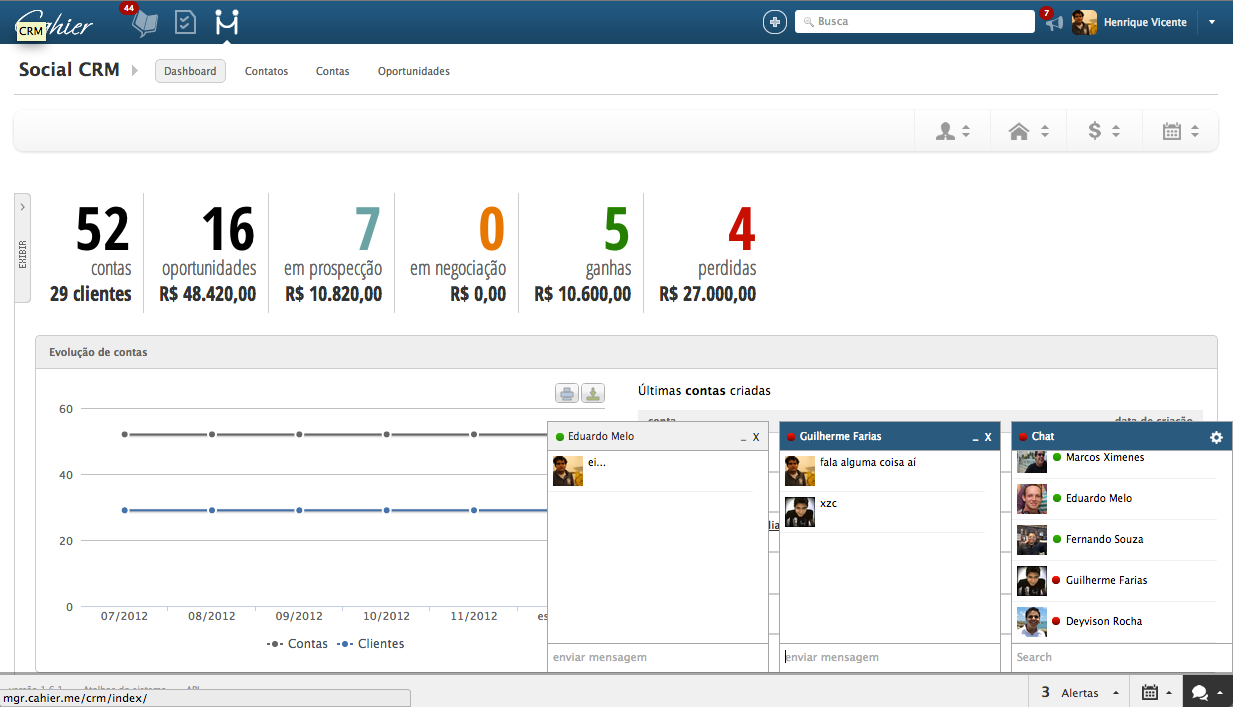 Cahier
CRM
44
Busca
7
Henrique Vicente
Social CRM
Dashboard
Contatos
Contas
Oportunidades
EXIBIR
52
contas
29 clientes
16
oportunidades
R$ 48.420,00
7
em prospecção
R$ 10.820,00
0
em negociação
R$ 0,00
5
ganhas
R$ 10.600,00
4
perdidas
R$ 27.000,00
Evolução de contas
60
40
20
0
07/2012
08/2012
09/2012
10/2012
11/2012
es
Contas
Clientes
Últimas contas criadas
conta
data de criação
lia
Eduardo Melo
_ X
ei...
enviar mensagem
Guilherme Farias
_ X
fala alguma coisa aí
xzc
enviar mensagem
Chat
Marcos Ximenes
Eduardo Melo
Fernando Souza
Guilherme Farias
Deyvison Rocha
Search
versão 1.6.1
Atalhos do sistema
API
mgr.cahier.me/crm/index/
3 Alertas